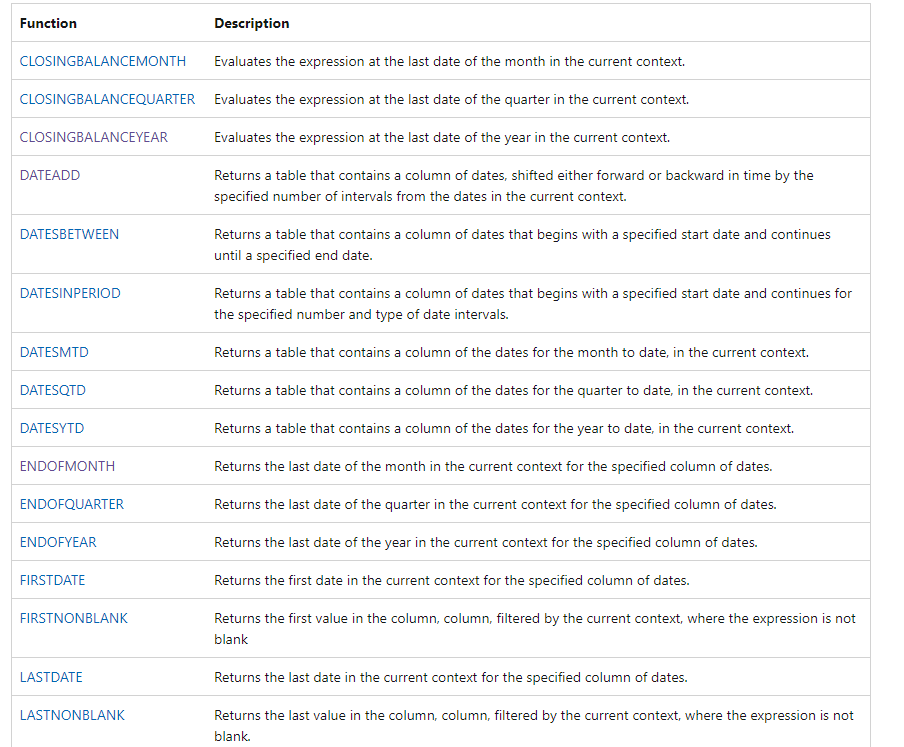 Function Description
CLOSINGBALANCEMONTH Evaluates the expression at the last date of the month in the current context.
CLOSINGBALANCEQUARTER Evaluates the expression at the last date of the quarter in the current context.
CLOSINGBALANCEYEAR Evaluates the expression at the last date of the year in the current context.
DATEADD Returns a table that contains a column of dates, shifted either forward or backward in time by the
specified number of intervals from the dates in the current context.
DATESBETWEEN Returns a table that contains a column of dates that begins with a specified start date and continues
until a specified end date.
DATESINPERIOD Returns a table that contains a column of dates that begins with a specified start date and continues for
the specified number and type of date intervals.
DATESMTD Returns a table that contains a column of the dates for the month to date, in the current context.
DATESQTD Returns a table that contains a column of the dates for the quarter to date, in the current context.
DATESYTD Returns a table that contains a column of the dates for the year to date, in the current context.
ENDOFMONTH Returns the last date of the month in the current context for the specified column of dates.
ENDOFQUARTER Returns the last date of the quarter in the current context for the specified column of dates.
ENDOFYEAR Returns the last date of the year in the current context for the specified column of dates.
FIRSTDATE Returns the first date in the current context for the specified column of dates.
FIRSTNONBLANK Returns the first value in the column, column, filtered by the current context, where the expression is not
blank
LASTDATE Returns the last date in the current context for the specified column of dates.
LASTNONBLANK Returns the last value in the column, column, filtered by the current context, where the expression is not
blank.